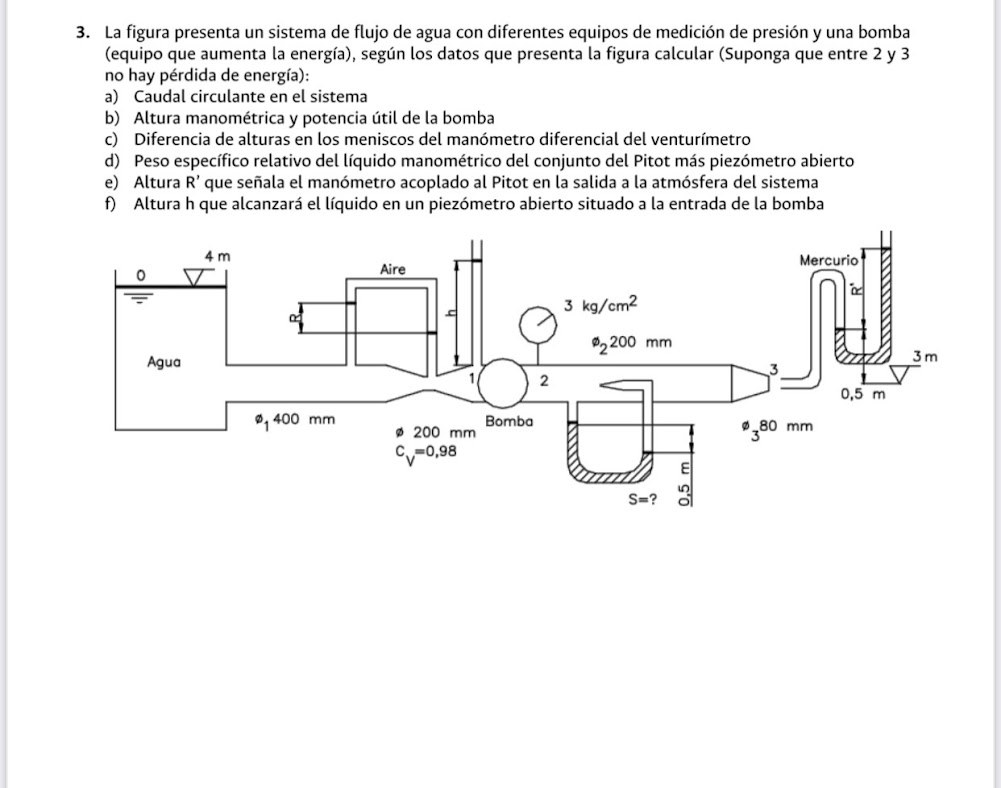 3. La figura presenta un sistema de flujo de agua con diferentes equipos de medición de presión y una bomba
(equipo que aumenta la energía), según los datos que presenta la figura calcular (Suponga que entre 2 y 3
no hay pérdida de energía):
a) Caudal circulante en el sistema
b) Altura manométrica y potencia útil de la bomba
c) Diferencia de alturas en los meniscos del manómetro diferencial del venturímetro
d) Peso específico relativo del líquido manométrico del conjunto del Pitot más piezómetro abierto
e) Altura R’ que señala el manómetro acoplado al Pitot en la salida a la atmósfera del sistema
f) Altura h que alcanzará el líquido en un piezómetro abierto situado a la entrada de la bomba
4 m
0
Aire
Mercurio
R
h
R'
3 kg/cm²
ø₂ 200 mm
Agua
3 m
1
2
3
0,5 m
ø₁ 400 mm
Bomba
ø 200 mm
Cᵥ=0,98
ø₃ 80 mm
S=?
0,5 m